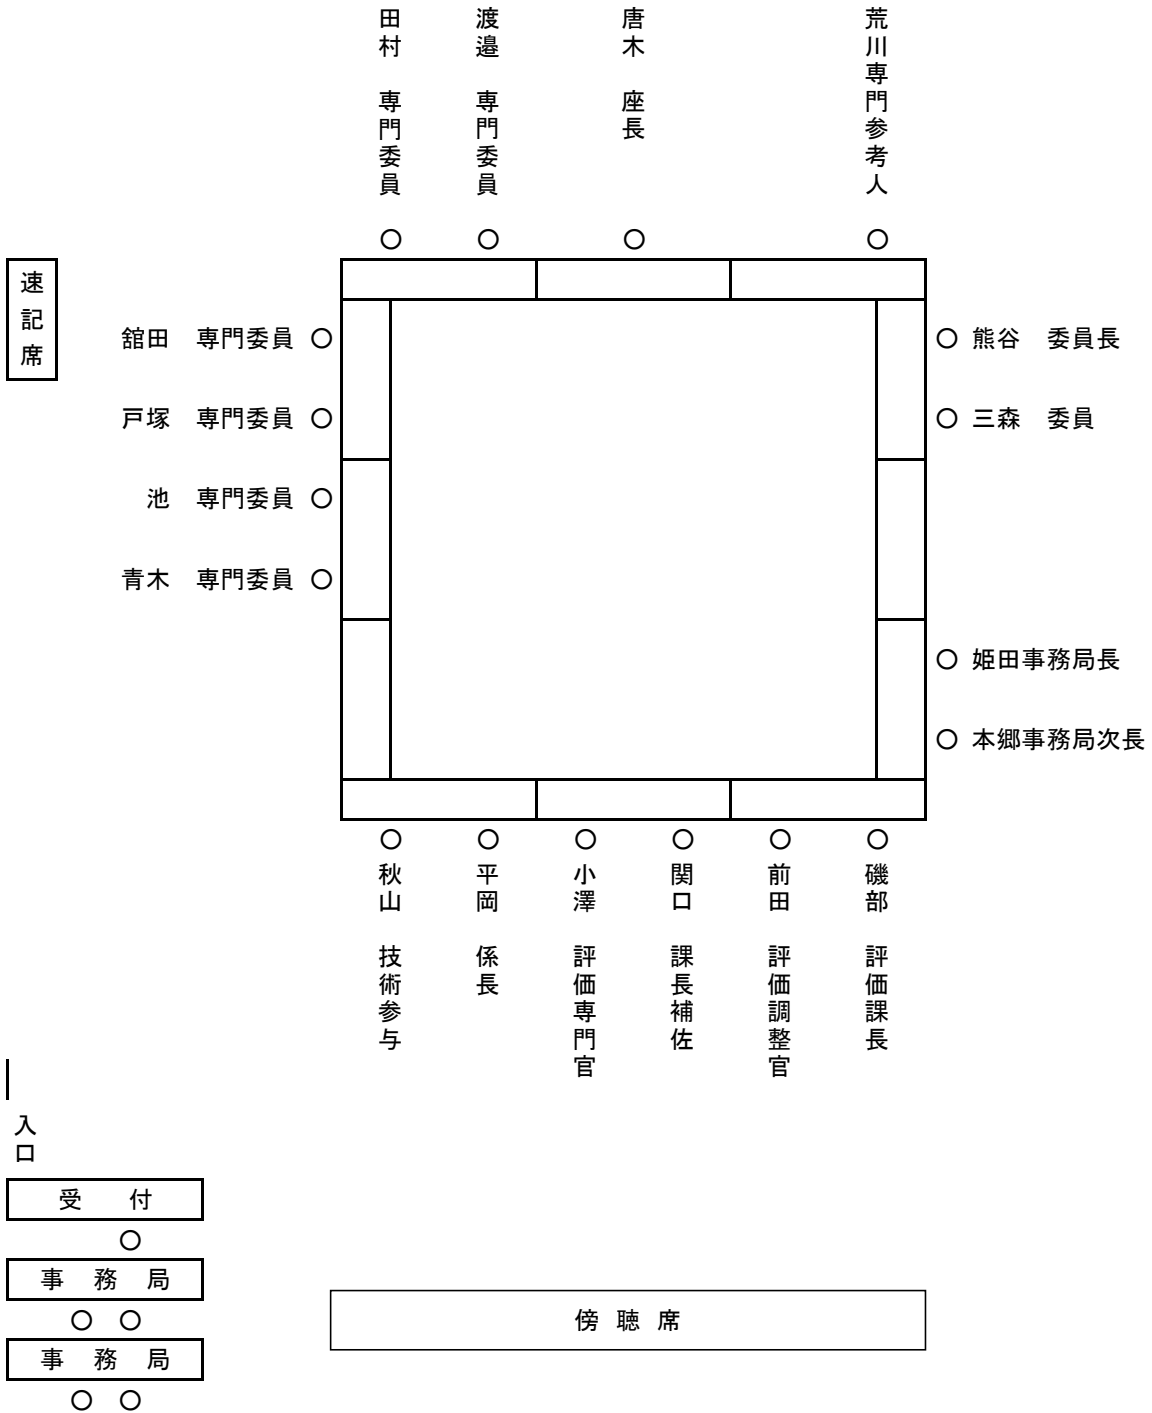 田村　専門委員
渡邉　専門委員
唐木　座長
荒川専門参考人
速記席
舘田　専門委員
戸塚　専門委員
池　専門委員
青木　専門委員
熊谷　委員長
三森　委員
姫田事務局長
本郷事務局次長
秋山　技術参与
平岡　係長
小澤　評価専門官
関口　課長補佐
前田　評価調整官
磯部　評価課長
入口
受　付
事　務　局
事　務　局
傍 聴 席